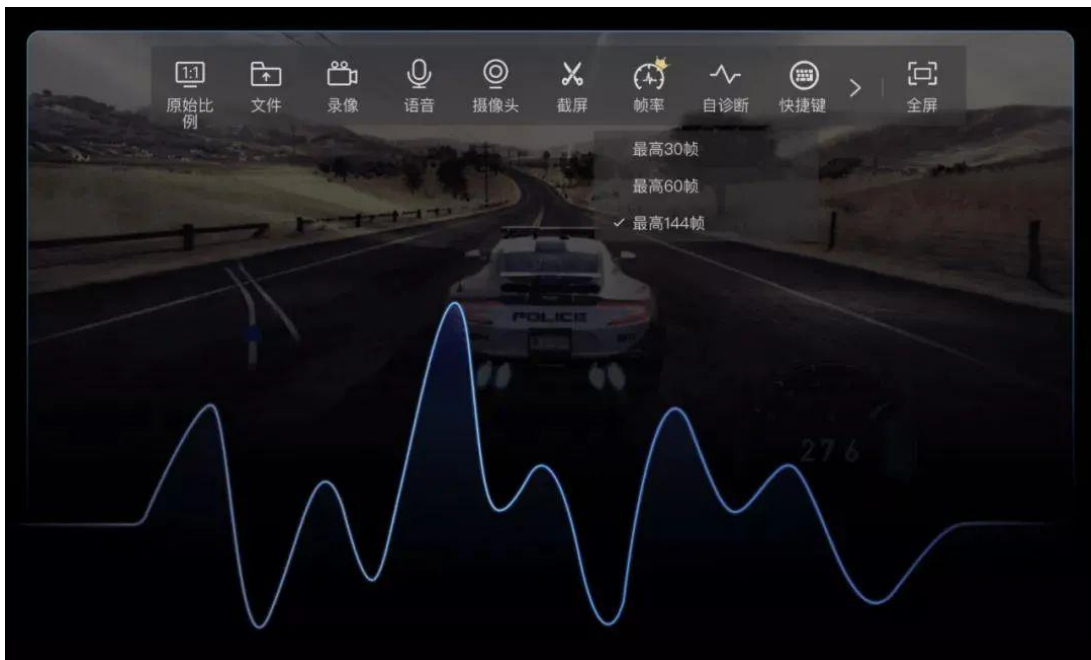 1:1
原始比
例
文件
录像
语音
摄像头
截屏
帧率
自诊断
快捷键
全屏
最高30帧
最高60帧
✓ 最高144帧
POLICE
276